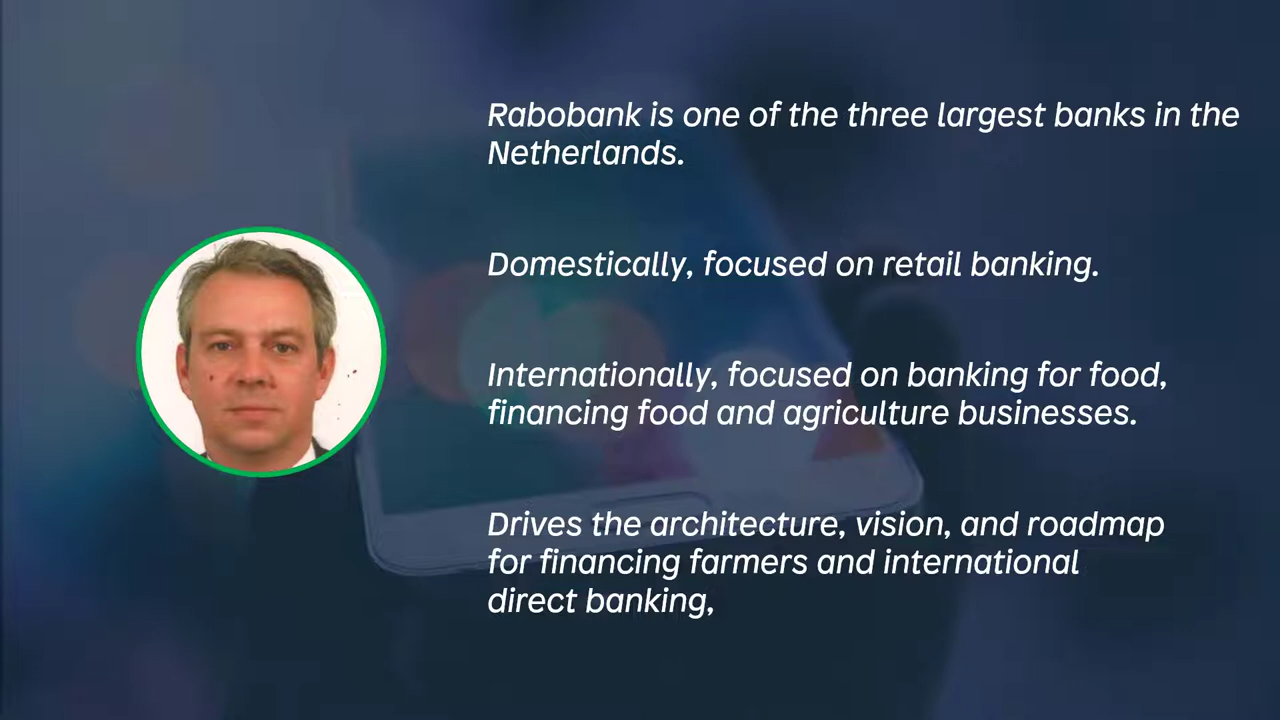 Rabobank is one of the three largest banks in the
Netherlands.
Domestically, focused on retail banking.
Internationally, focused on banking for food,
financing food and agriculture businesses.
Drives the architecture, vision, and roadmap
for financing farmers and international
direct banking,